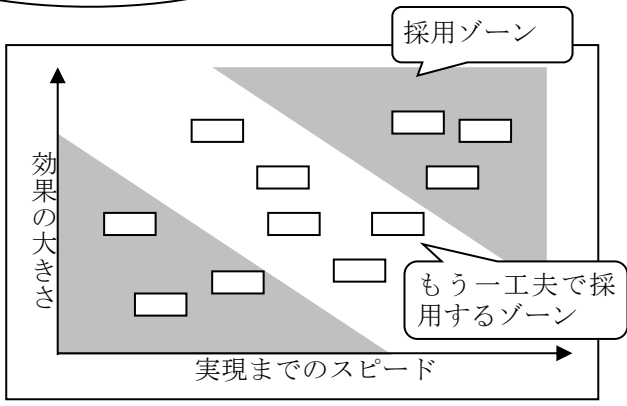 採用ゾーン
効果の大きさ
もう一工夫で採
用するゾーン
実現までのスピード